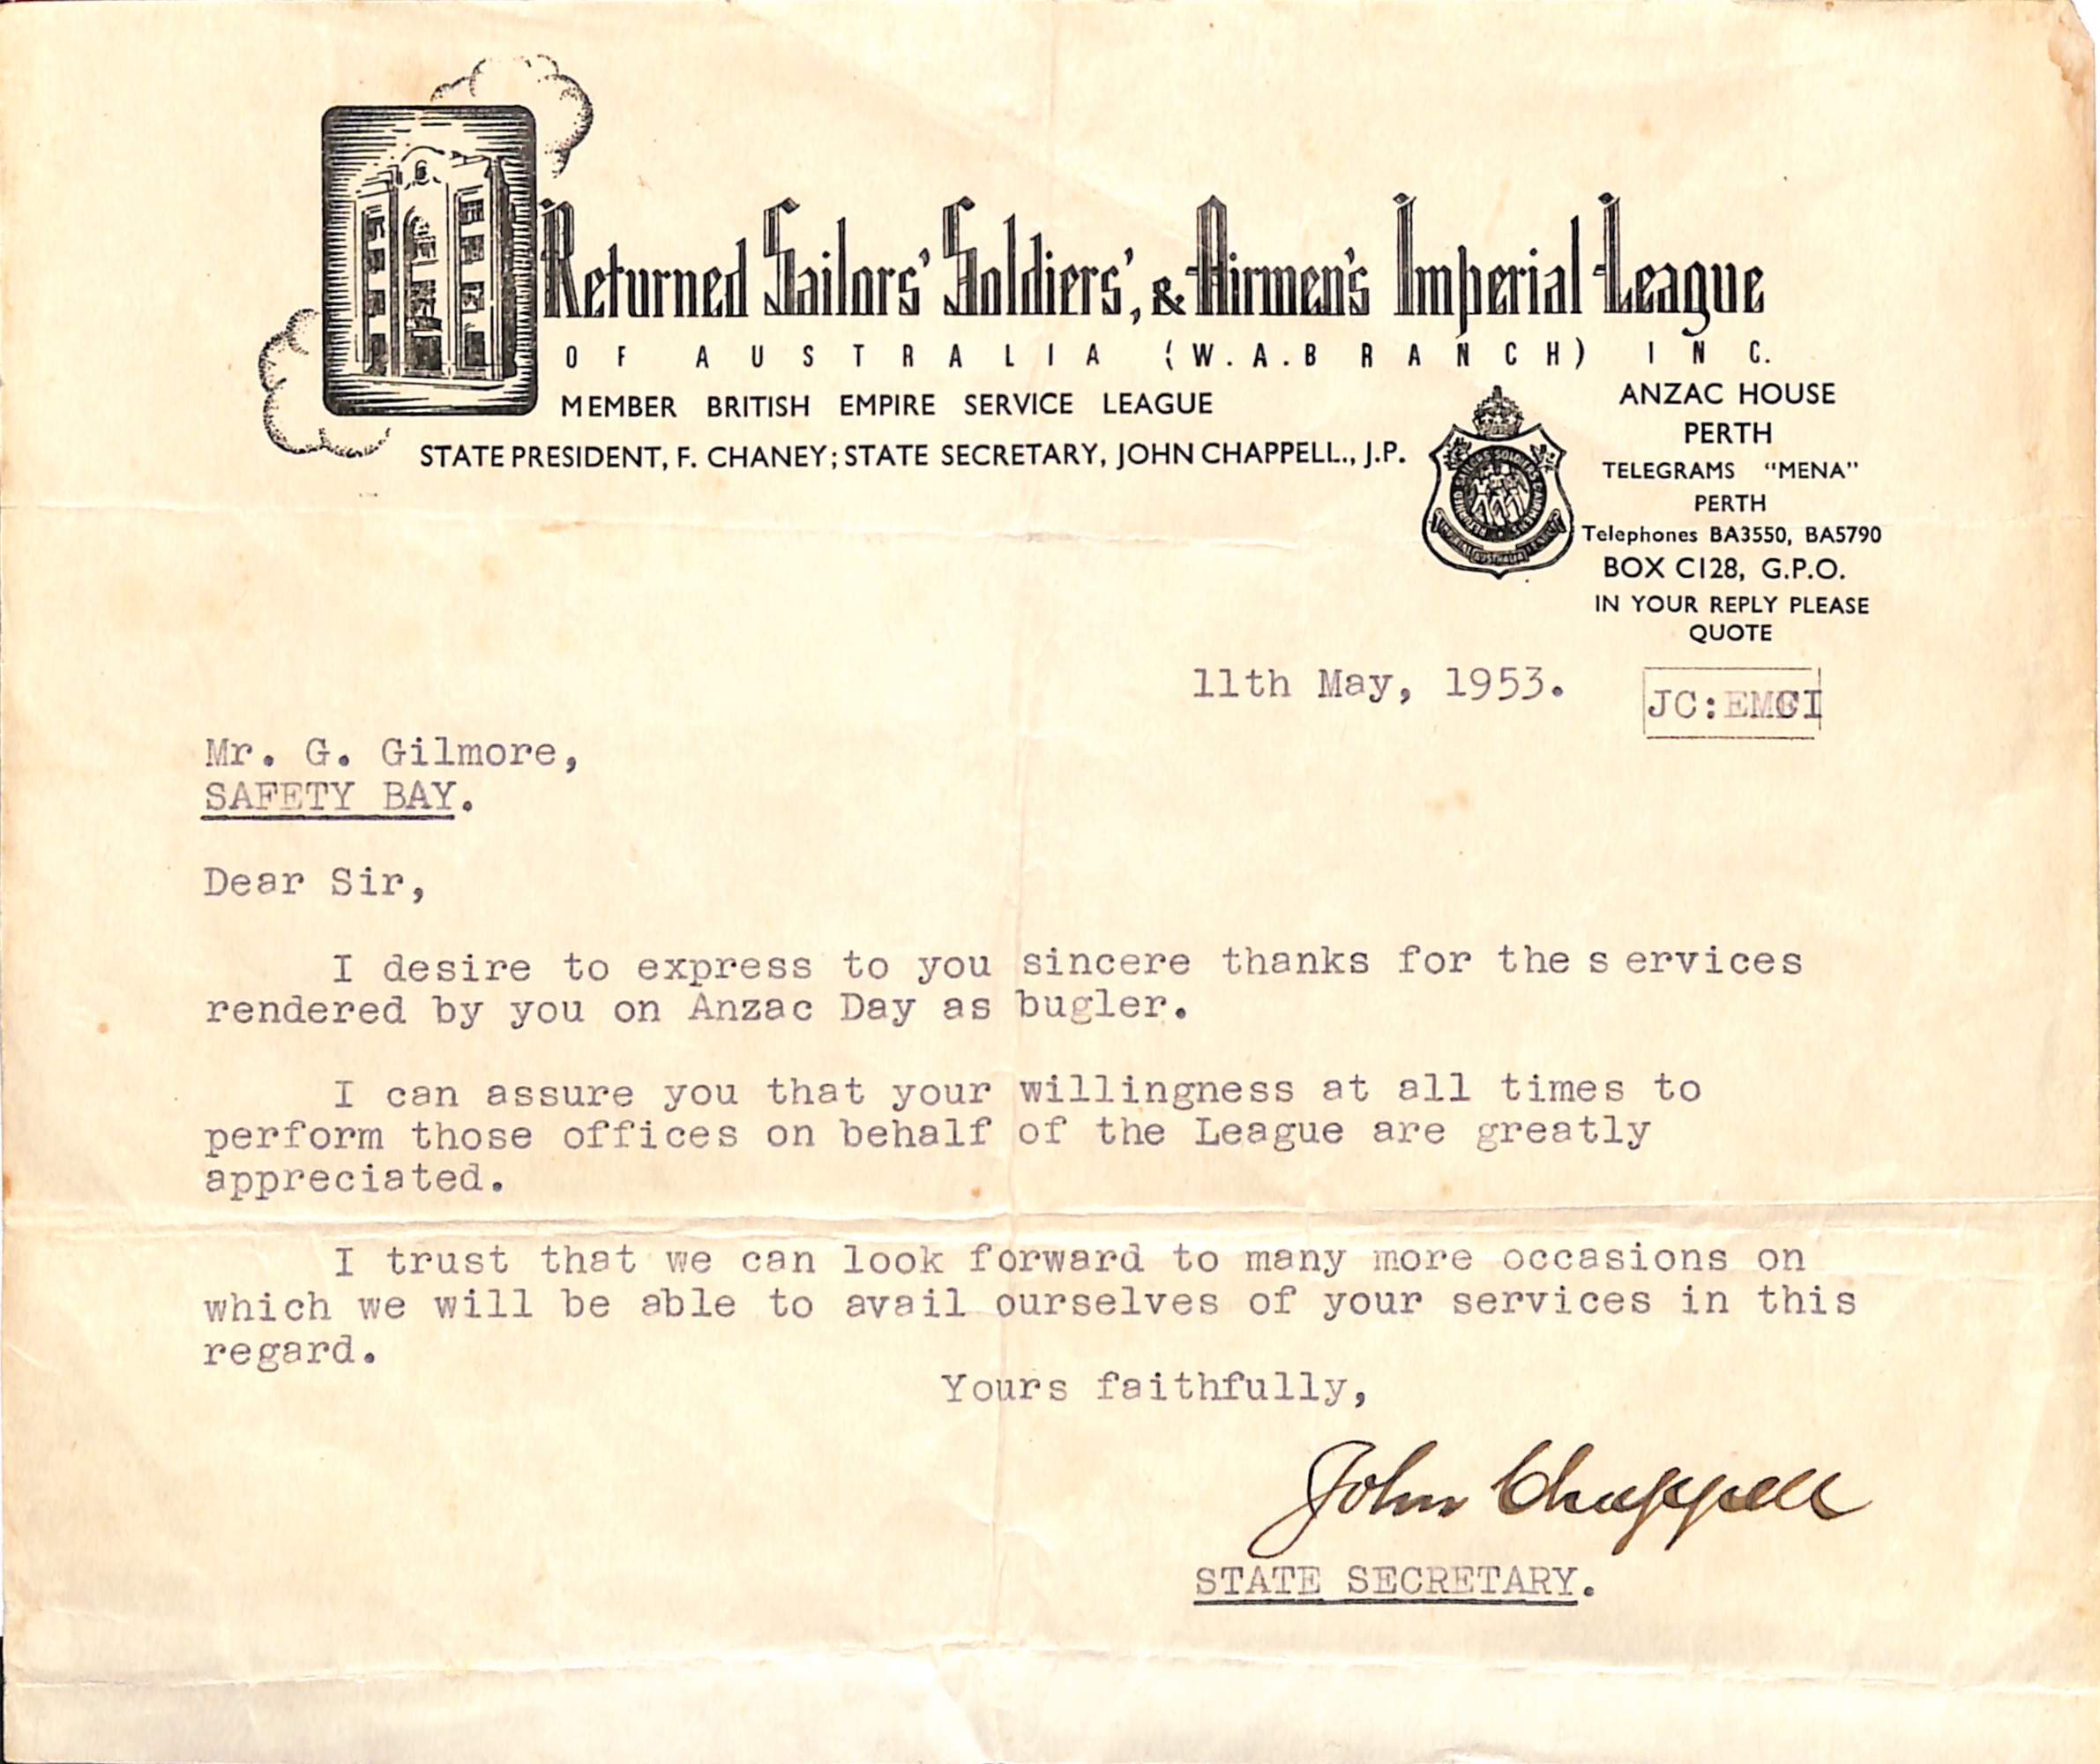 Returned Sailors' Soldiers', & Airmen's Imperial League
OF AUSTRALIA (W.A.BRANCH) INC.
MEMBER BRITISH EMPIRE SERVICE LEAGUE
STATE PRESIDENT, F. CHANEY; STATE SECRETARY, JOHN CHAPPELL., J.P.
ANZAC HOUSE
PERTH
TELEGRAMS "MENA"
PERTH
Telephones BA3550, BA5790
BOX C128, G.P.O.
IN YOUR REPLY PLEASE
QUOTE
11th May, 1953.
Mr. G. Gilmore,
SAFETY BAY.
Dear Sir,
I desire to express to you sincere thanks for the s ervices
rendered by you on Anzac Day as bugler.
I can assure you that your willingness at all times to
perform those offices on behalf of the League are greatly
appreciated.
I trust that we can look forward to many more occasions on
which we will be able to avail ourselves of your services in this
regard.
Yours faithfully,
John Chappell
STATE SECRETARY.